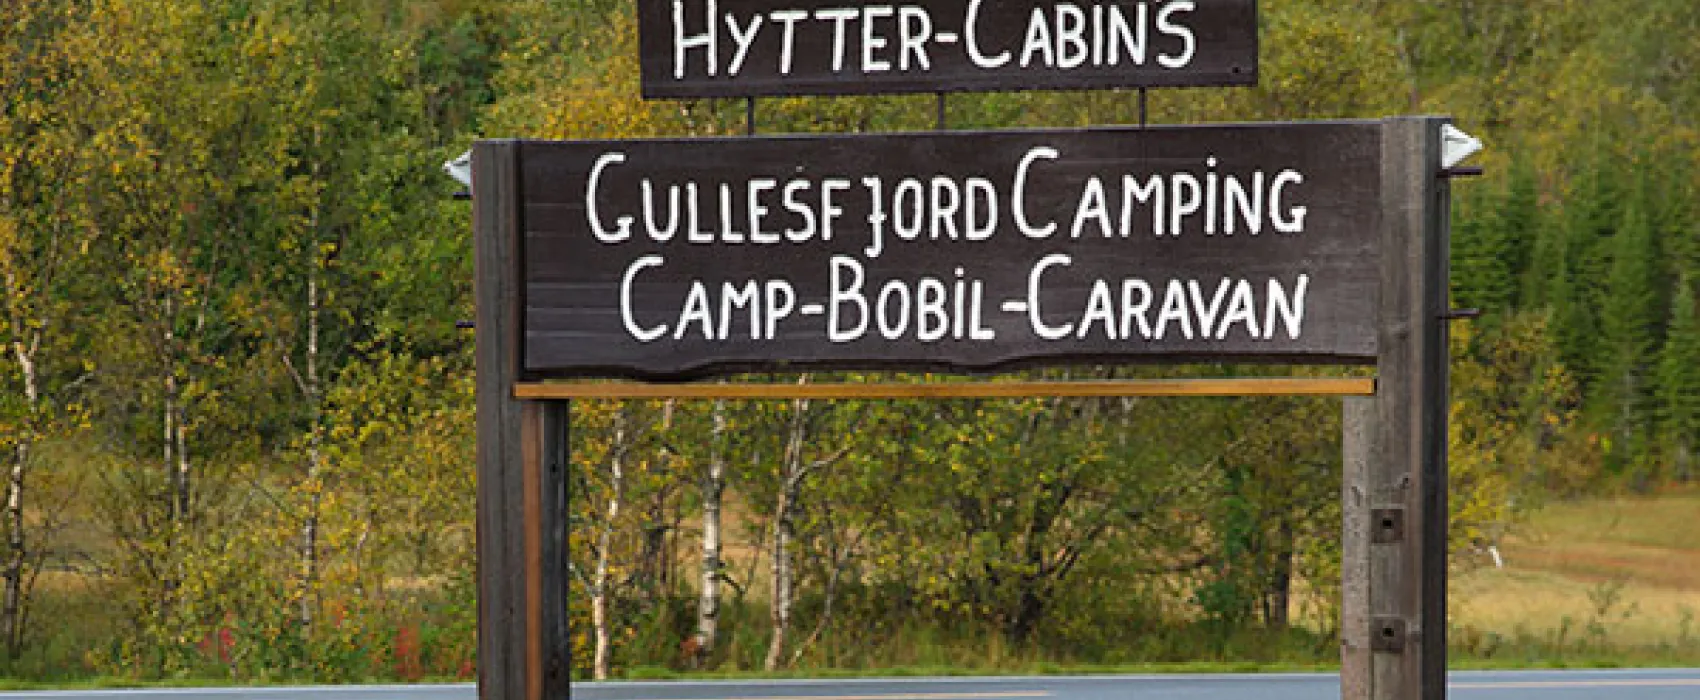 HYTTER-CABINS
GULLESFJORD CAMPING
CAMP-BOBIL-CARAVAN